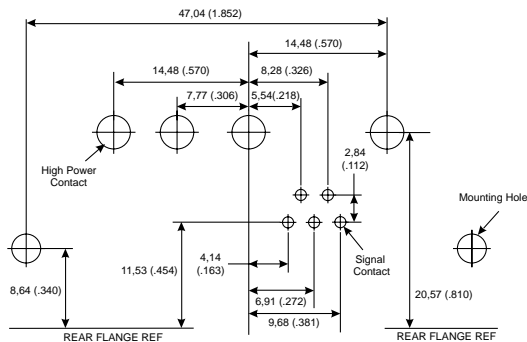 47,04 (1.852)
14,48 (.570)
14,48 (.570)
8,28 (.326)
7,77 (.306)
5,54(.218)
High Power
Contact
2,84
(.112)
Mounting Hole
4,14
(.163)
Signal
Contact
11,53 (.454)
8,64 (.340)
6,91 (.272)
20,57 (.810)
9,68 (.381)
REAR FLANGE REF
REAR FLANGE REF